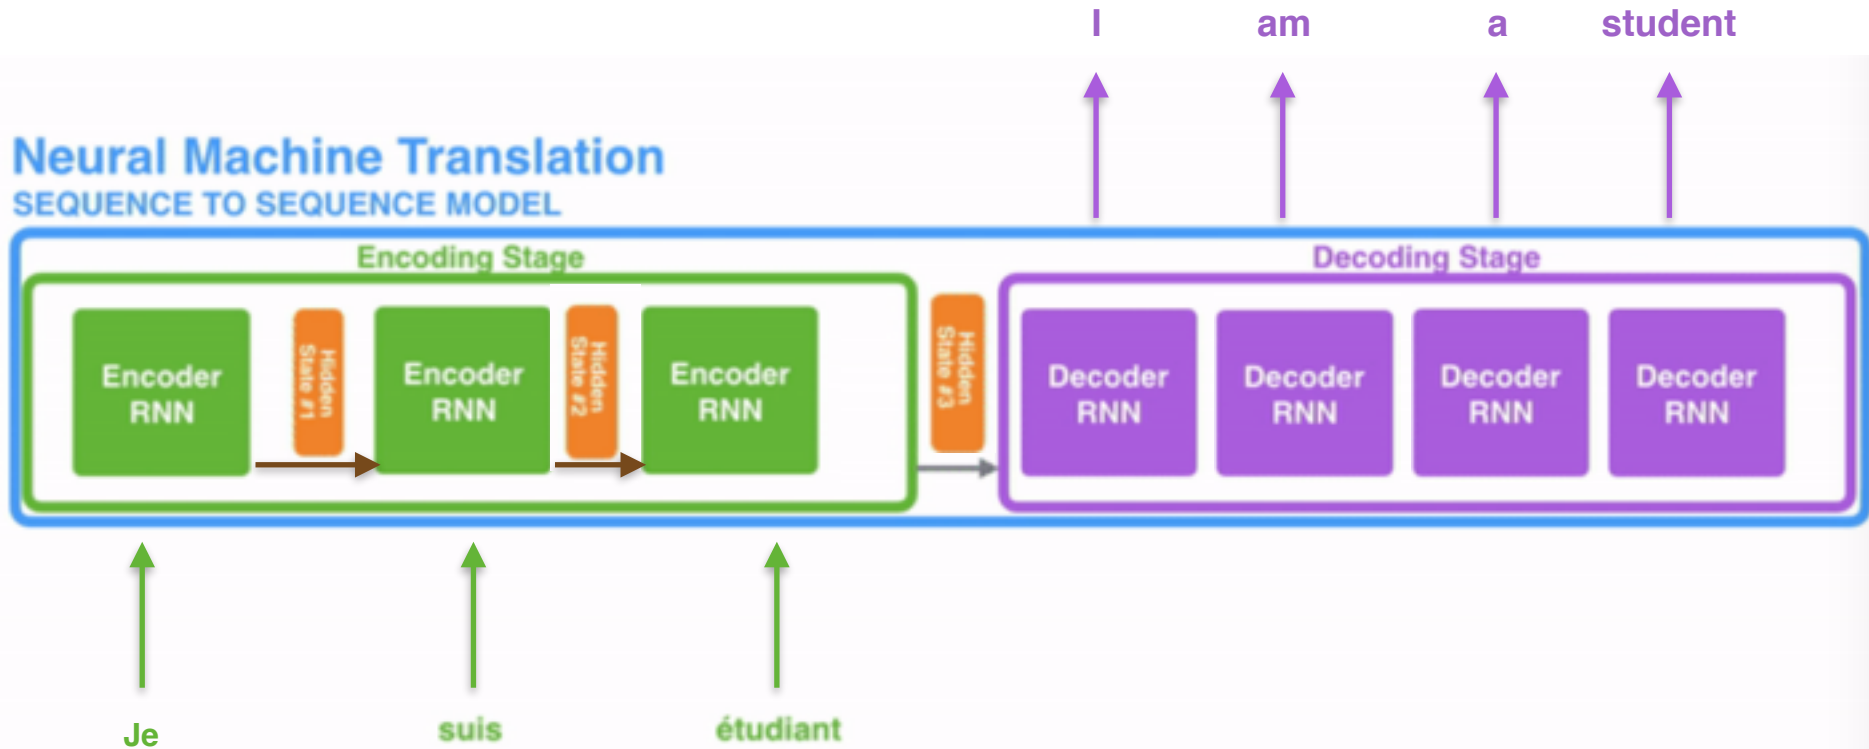 I am a student
Neural Machine Translation
SEQUENCE TO SEQUENCE MODEL
Encoding Stage
Decoding Stage
Encoder
RNN
Hidden
State #1
Encoder
RNN
Hidden
State #2
Encoder
RNN
Hidden
State #3
Decoder
RNN
Decoder
RNN
Decoder
RNN
Decoder
RNN
Je suis étudiant